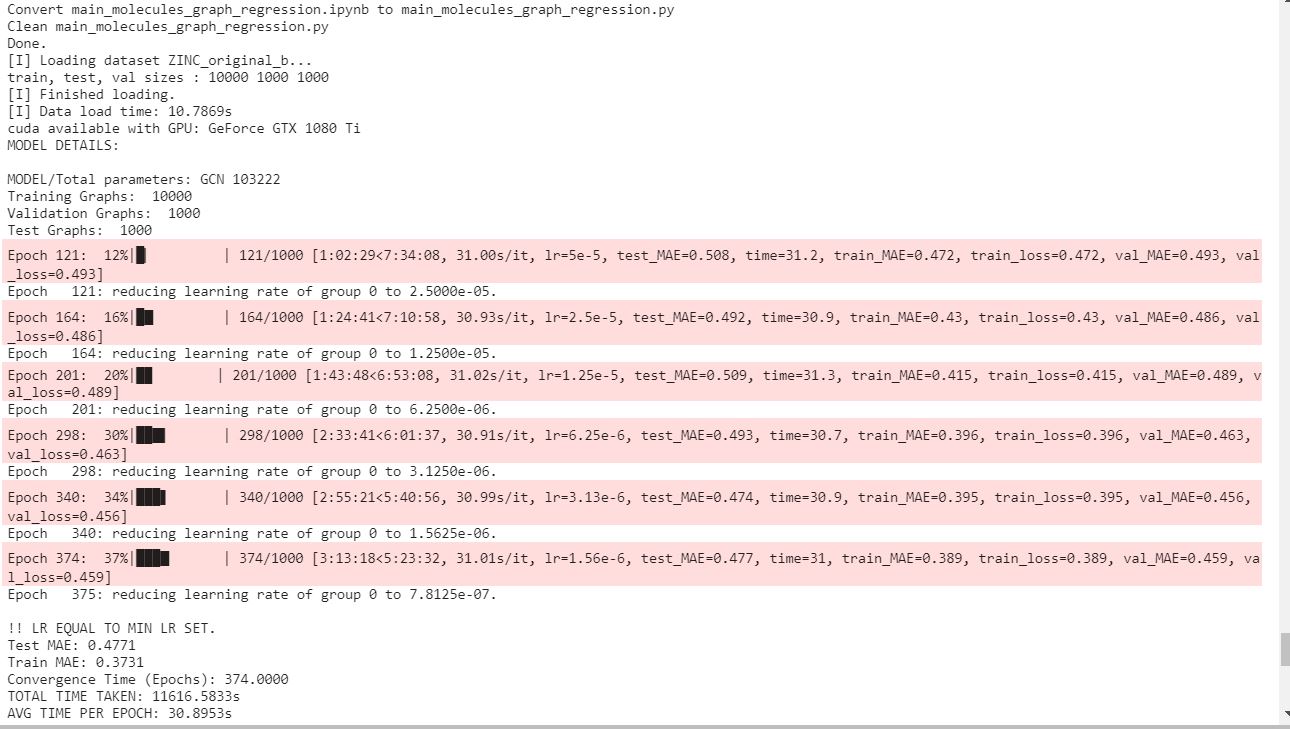 Convert main_molecules_graph_regression.ipynb to main_molecules_graph_regression.py
Clean main_molecules_graph_regression.py
Done.
[I] Loading dataset ZINC_original_b...
train, test, val sizes : 10000 1000 1000
[I] Finished loading.
[I] Data load time: 10.7869s
cuda available with GPU: GeForce GTX 1080 Ti
MODEL DETAILS:
MODEL/Total parameters: GCN 103222
Training Graphs:  10000
Validation Graphs:  1000
Test Graphs:  1000
Epoch 121:  12%|█▏        | 121/1000 [1:02:29<7:34:08, 31.00s/it, lr=5e-5, test_MAE=0.508, time=31.2, train_MAE=0.472, train_loss=0.472, val_MAE=0.493, val
_loss=0.493]
Epoch   121: reducing learning rate of group 0 to 2.5000e-05.
Epoch 164:  16%|█▋        | 164/1000 [1:24:41<7:10:58, 30.93s/it, lr=2.5e-5, test_MAE=0.492, time=30.9, train_MAE=0.43, train_loss=0.43, val_MAE=0.486, val
_loss=0.486]
Epoch   164: reducing learning rate of group 0 to 1.2500e-05.
Epoch 201:  20%|██        | 201/1000 [1:43:48<6:53:08, 31.02s/it, lr=1.25e-5, test_MAE=0.509, time=31.3, train_MAE=0.415, train_loss=0.415, val_MAE=0.489, v
al_loss=0.489]
Epoch   201: reducing learning rate of group 0 to 6.2500e-06.
Epoch 298:  30%|██▉       | 298/1000 [2:33:41<6:01:37, 30.91s/it, lr=6.25e-6, test_MAE=0.493, time=30.7, train_MAE=0.396, train_loss=0.396, val_MAE=0.463,
val_loss=0.463]
Epoch   298: reducing learning rate of group 0 to 3.1250e-06.
Epoch 340:  34%|███▍      | 340/1000 [2:55:21<5:40:56, 30.99s/it, lr=3.13e-6, test_MAE=0.474, time=30.9, train_MAE=0.395, train_loss=0.395, val_MAE=0.456,
val_loss=0.456]
Epoch   340: reducing learning rate of group 0 to 1.5625e-06.
Epoch 374:  37%|███▋      | 374/1000 [3:13:18<5:23:32, 31.01s/it, lr=1.56e-6, test_MAE=0.477, time=31, train_MAE=0.389, train_loss=0.389, val_MAE=0.459, va
l_loss=0.459]
Epoch   375: reducing learning rate of group 0 to 7.8125e-07.
!! LR EQUAL TO MIN LR SET.
Test MAE: 0.4771
Train MAE: 0.3731
Convergence Time (Epochs): 374.0000
TOTAL TIME TAKEN: 11616.5833s
AVG TIME PER EPOCH: 30.8953s